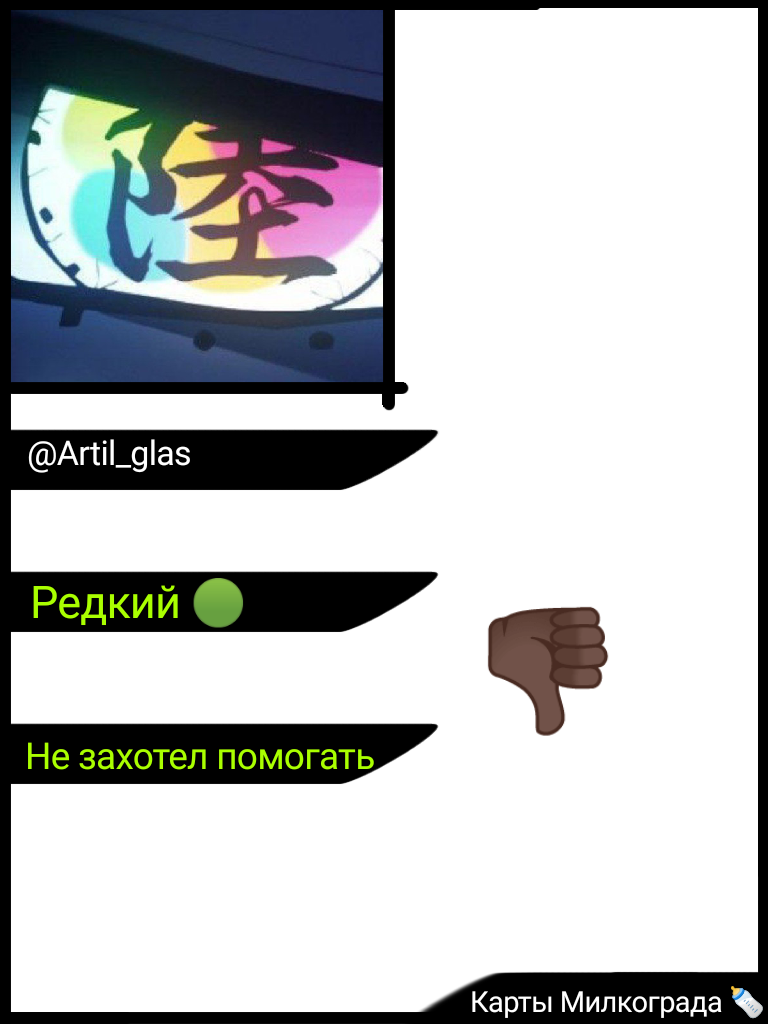 陸
@Artil_glas
Редкий 🟢
Не захотел помогать
Карты Милкограда 🍼